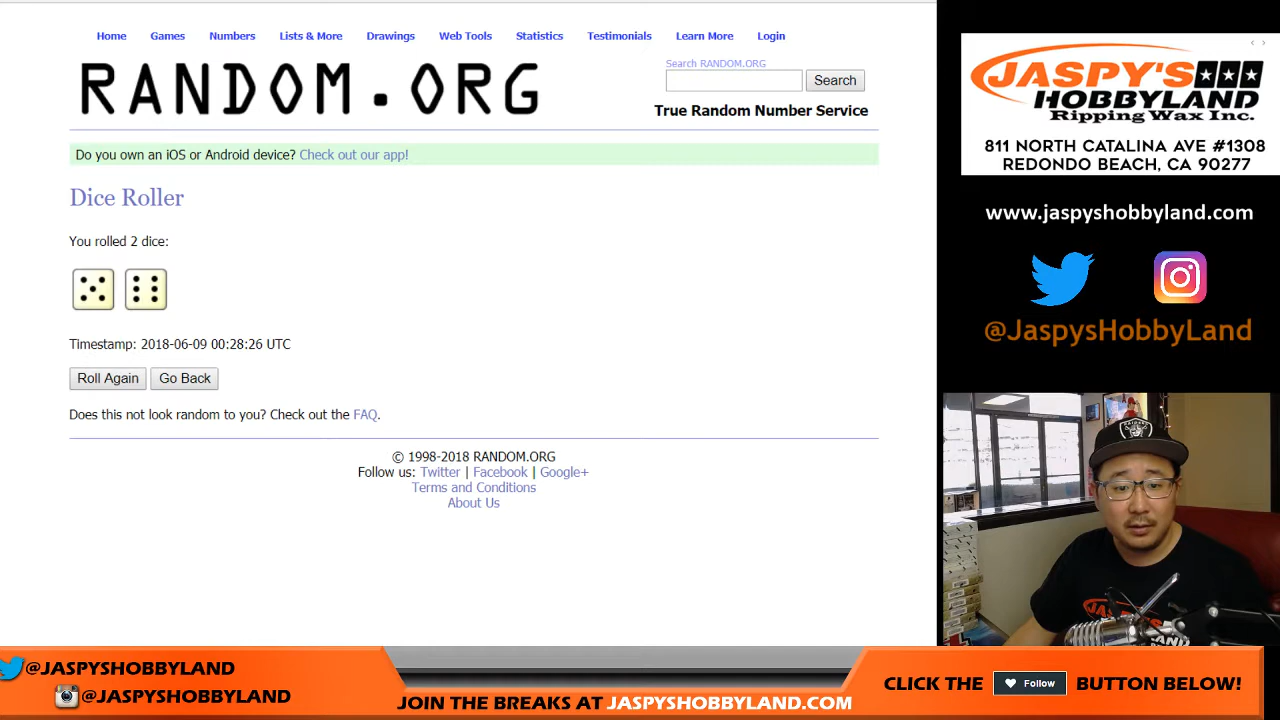 Home Games Numbers Lists & More Drawings Web Tools Statistics Testimonials Learn More Login
RANDOM.ORG
Search RANDOM.ORG
Search
True Random Number Service
Do you own an iOS or Android device? Check out our app!
Dice Roller
You rolled 2 dice:
Timestamp: 2018-06-09 00:28:26 UTC
Roll Again Go Back
Does this not look random to you? Check out the FAQ.
© 1998-2018 RANDOM.ORG
Follow us: Twitter | Facebook | Google+
Terms and Conditions
About Us
JASPY'S
HOBBYLAND
Ripping Wax Inc.
811 NORTH CATALINA AVE #1308
REDONDO BEACH, CA 90277
www.jaspyshobbyland.com
@JaspysHobbyLand
RAIDERS
JASPY'S
@JASPYSHOBBYLAND
@JASPYSHOBBYLAND
JOIN THE BREAKS AT JASPYSHOBBYLAND.COM
CLICK THE Follow BUTTON BELOW!